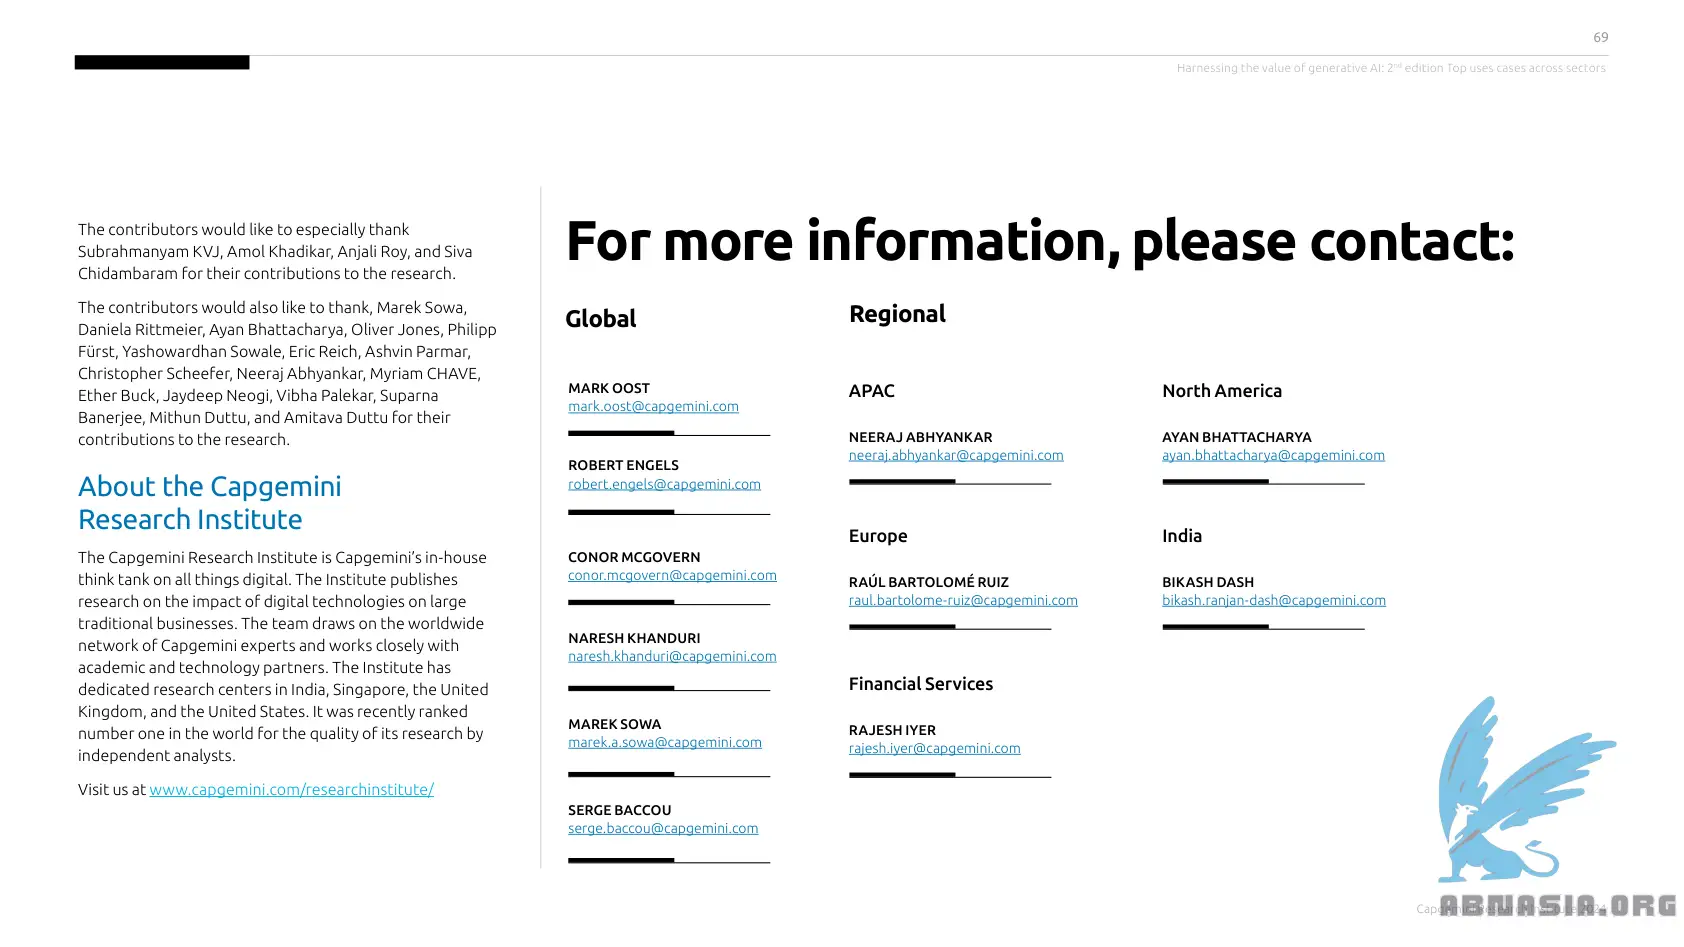 69
Harnessing the value of generative AI: 2nd edition Top uses cases across sectors
The contributors would like to especially thank
Subrahmanyam KVJ, Amol Khadikar, Anjali Roy, and Siva
Chidambaram for their contributions to the research.
The contributors would also like to thank, Marek Sowa,
Daniela Rittmeier, Ayan Bhattacharya, Oliver Jones, Philipp
Fürst, Yashowardhan Sowale, Eric Reich, Ashvin Parmar,
Christopher Scheefer, Neeraj Abhyankar, Myriam CHAVE,
Ether Buck, Jaydeep Neogi, Vibha Palekar, Suparna
Banerjee, Mithun Duttu, and Amitava Duttu for their
contributions to the research.
About the Capgemini
Research Institute
The Capgemini Research Institute is Capgemini's in-house
think tank on all things digital. The Institute publishes
research on the impact of digital technologies on large
traditional businesses. The team draws on the worldwide
network of Capgemini experts and works closely with
academic and technology partners. The Institute has
dedicated research centers in India, Singapore, the United
Kingdom, and the United States. It was recently ranked
number one in the world for the quality of its research by
independent analysts.
Visit us at www.capgemini.com/researchinstitute/
For more information, please contact:
Global
MARK OOST
mark.oost@capgemini.com
ROBERT ENGELS
robert.engels@capgemini.com
CONOR MCGOVERN
conor.mcgovern@capgemini.com
NARESH KHANDURI
naresh.khanduri@capgemini.com
MAREK SOWA
marek.a.sowa@capgemini.com
SERGE BACCOU
serge.baccou@capgemini.com
Regional
APAC
NEERAJ ABHYANKAR
neeraj.abhyankar@capgemini.com
Europe
RAÚL BARTOLOMÉ RUIZ
raul.bartolome-ruiz@capgemini.com
Financial Services
RAJESH IYER
rajesh.iyer@capgemini.com
North America
AYAN BHATTACHARYA
ayan.bhattacharya@capgemini.com
India
BIKASH DASH
bikash.ranjan-dash@capgemini.com
Capgemini Research Institute 2024
ABNASIA.ORG